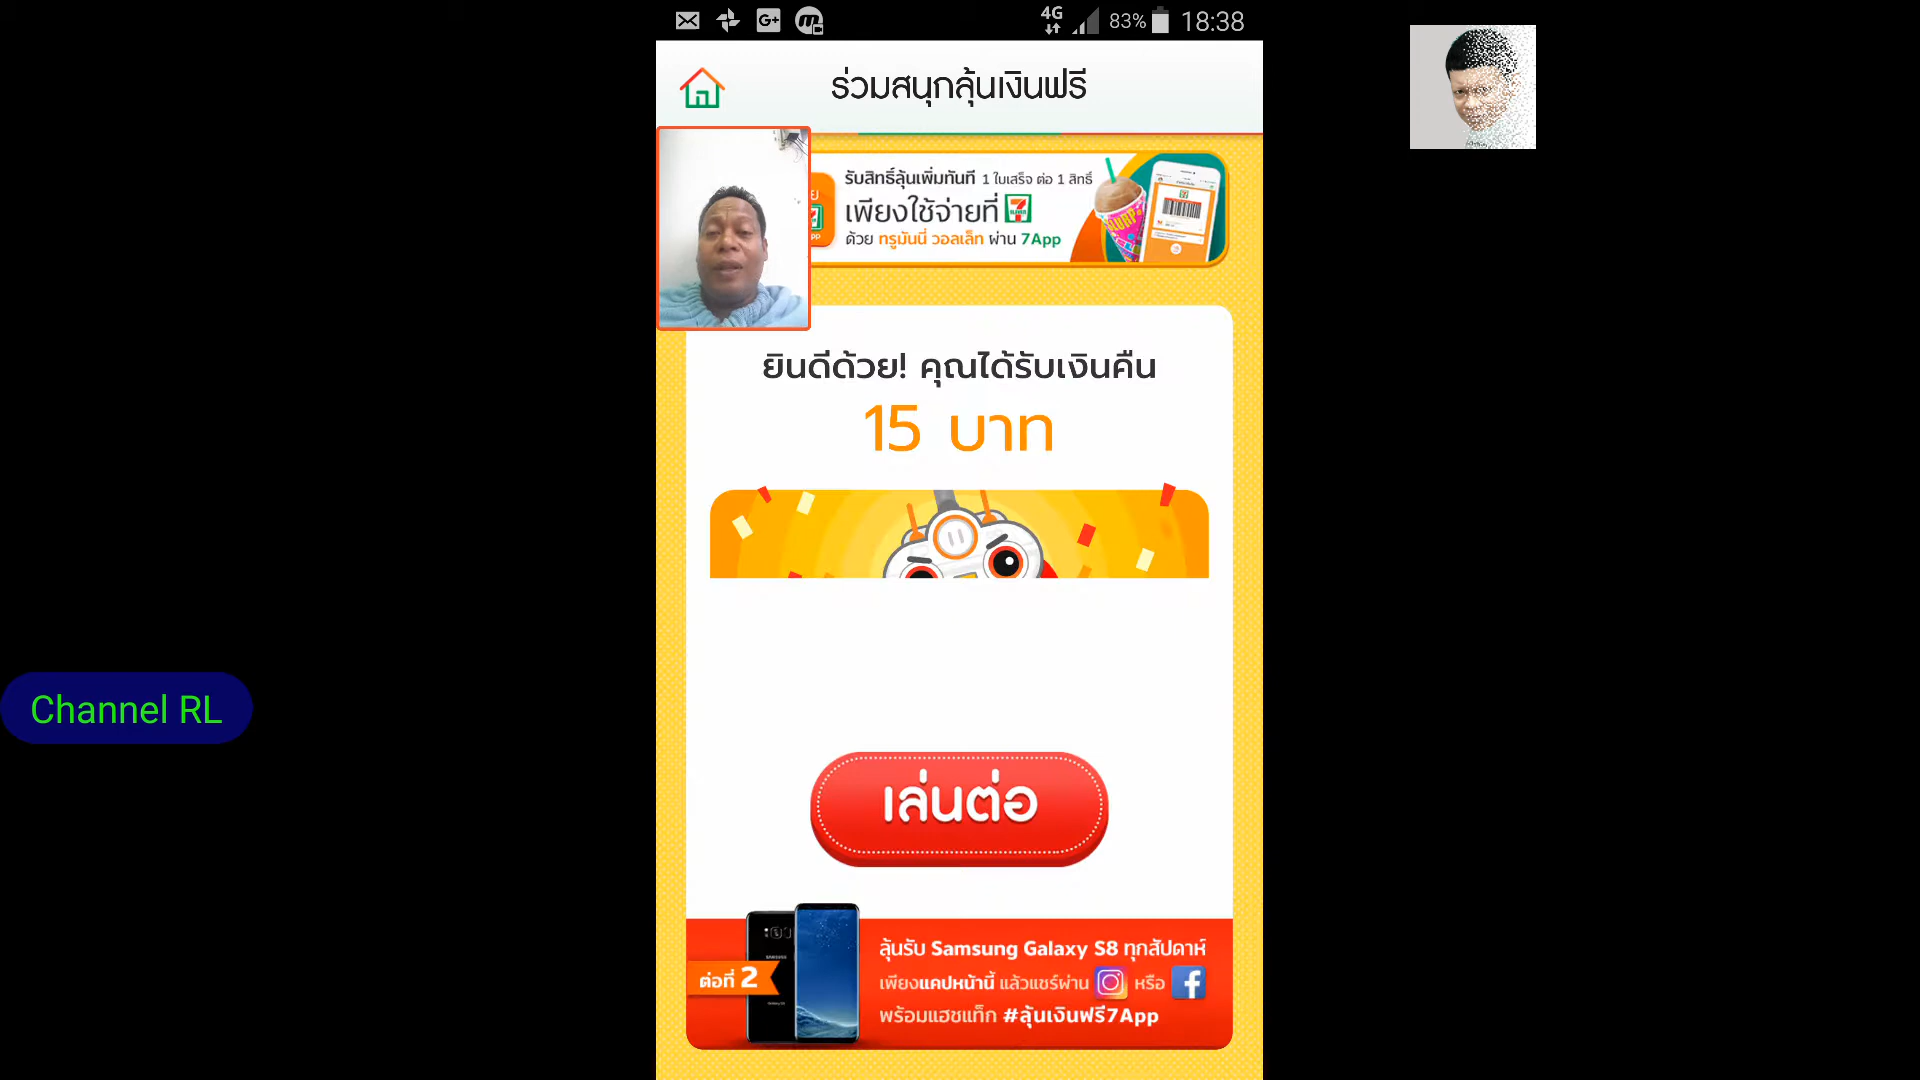 4G 83% 18:38
ร่วมสนุกลุ้นเงินฟรี
รับสิทธิ์ลุ้นเพิ่มทันที 1 ใบเสร็จ ต่อ 1 สิทธิ์
เพียงใช้จ่ายที่ 7 ELEVEN
ด้วย ทรูมันนี่ วอลเล็ท ผ่าน 7App
ยินดีด้วย! คุณได้รับเงินคืน
15 บาท
Channel RL
เล่นต่อ
ต่อที่ 2
ลุ้นรับ Samsung Galaxy S8 ทุกสัปดาห์
เพียงแคปหน้านี้ แล้วแชร์ผ่าน หรือ
พร้อมแฮชแท็ก #ลุ้นเงินฟรี7App